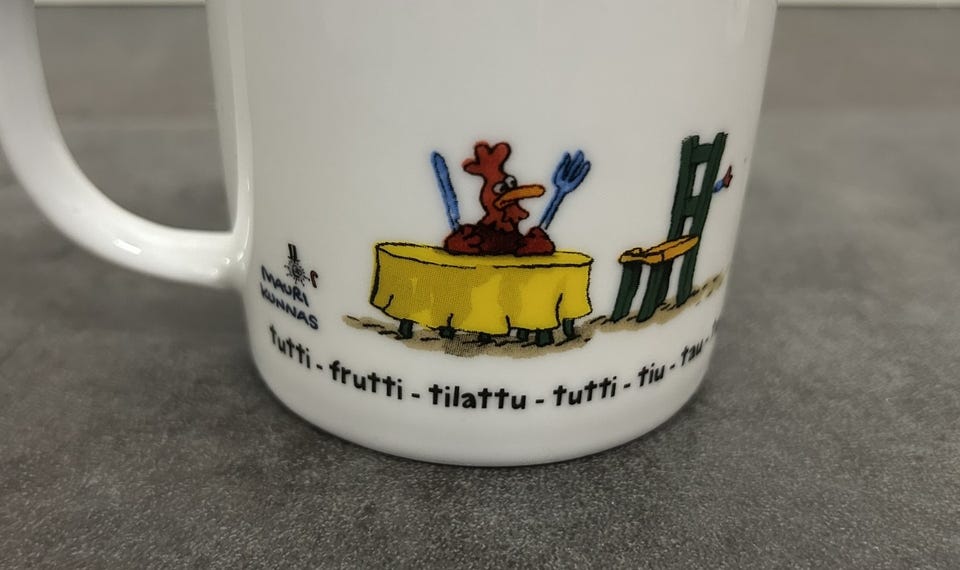 MAURI
KUNNAS
tutti - frutti - tilattu - tutti - tiu - tau -